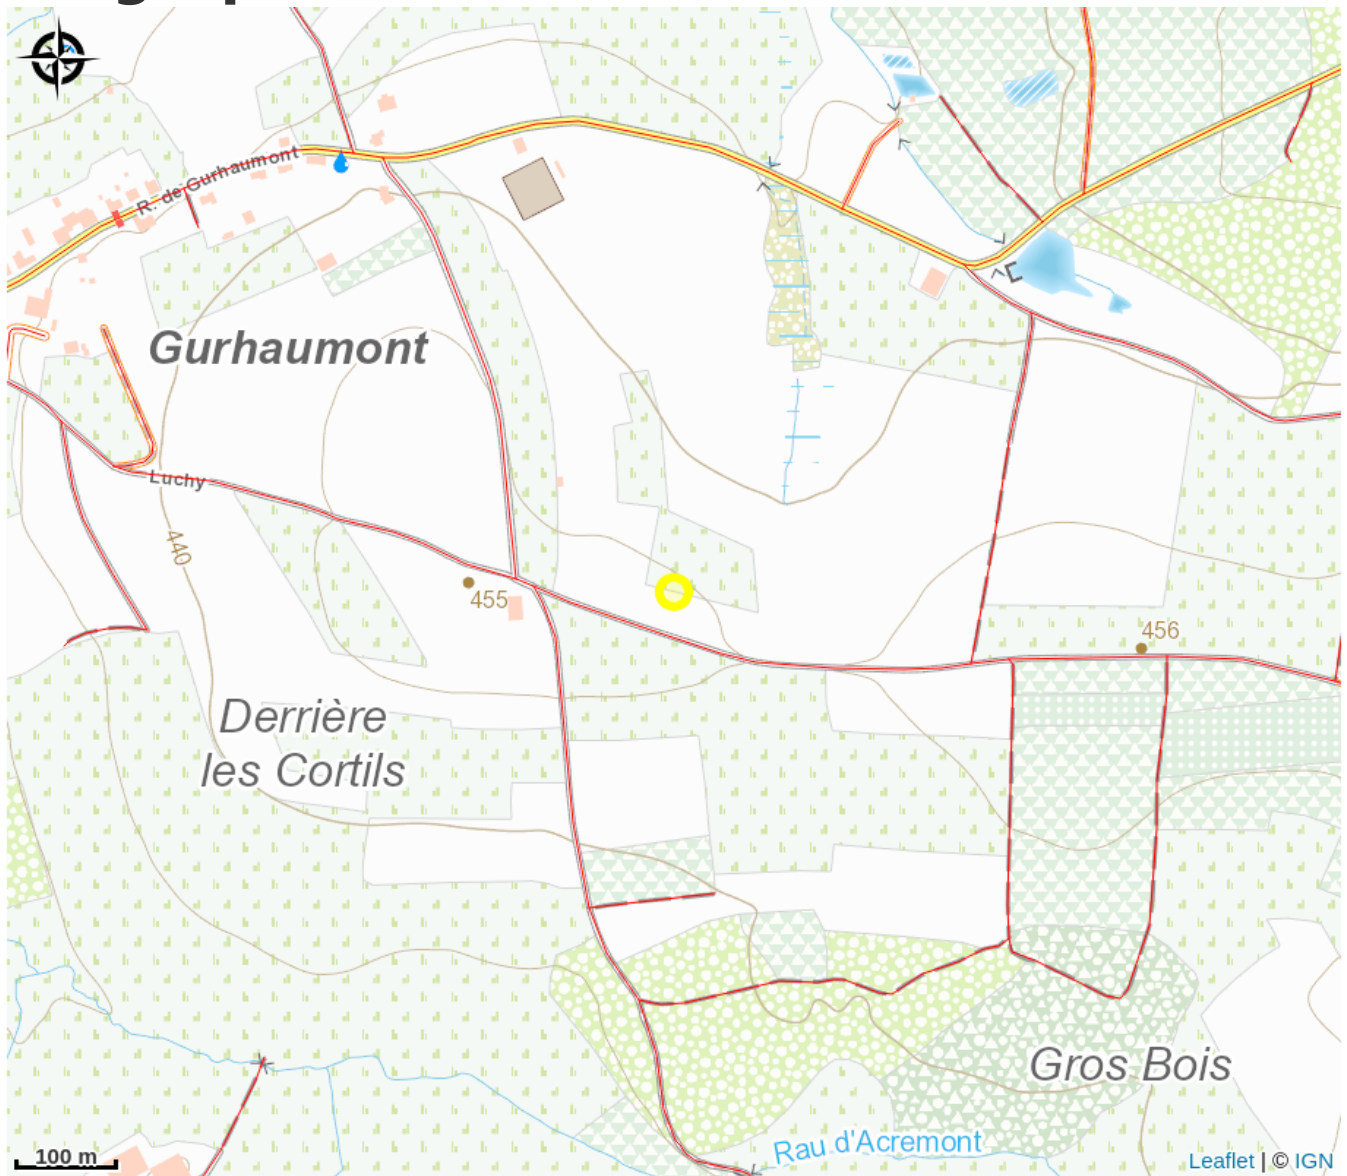 R. de Gurhaumont
Gurhaumont
Luchy
440
455
456
Derrière
les Cortils
Gros Bois
Rau d'Acremont
100 m
Leaflet | © IGN